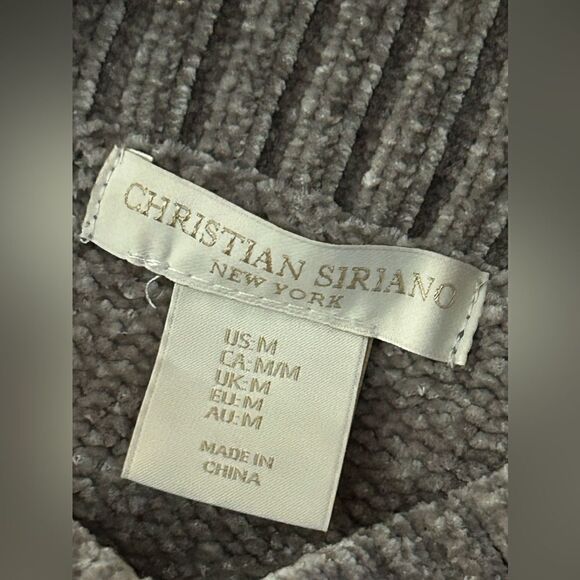 CHRISTIAN SIRIANO
NEW YORK
US:M
CA:M/M
UK:M
EU:M
AU:M
MADE IN
CHINA